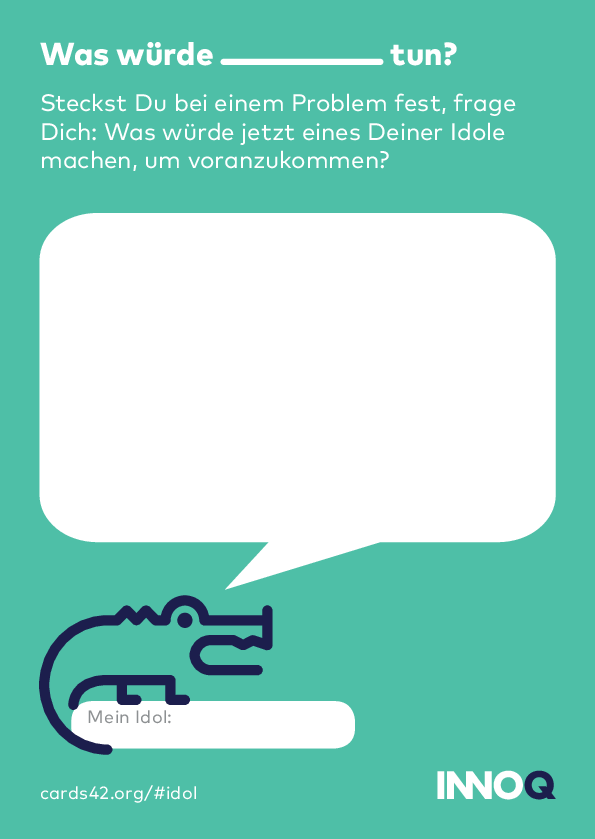 Was würde __________ tun?
Steckst Du bei einem Problem fest, frage
Dich: Was würde jetzt eines Deiner Idole
machen, um voranzukommen?
Mein Idol:
cards42.org/#idol
INNOQ